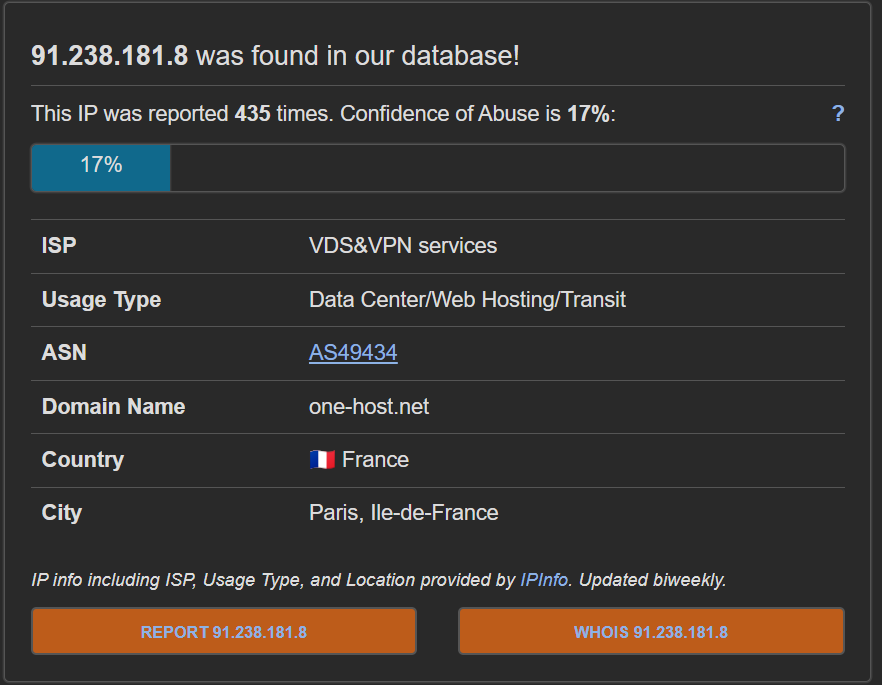 91.238.181.8 was found in our database!
This IP was reported 435 times. Confidence of Abuse is 17%: ?
17%
ISP VDS&VPN services
Usage Type Data Center/Web Hosting/Transit
ASN AS49434
Domain Name one-host.net
Country France
City Paris, Ile-de-France
IP info including ISP, Usage Type, and Location provided by IPInfo. Updated biweekly.
REPORT 91.238.181.8 WHOIS 91.238.181.8